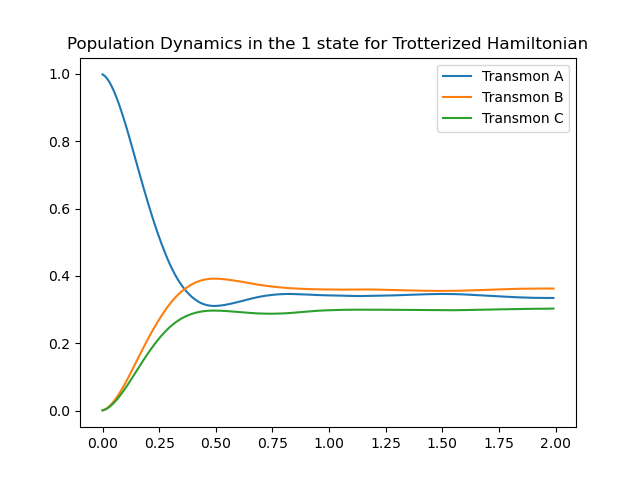 Population Dynamics in the 1 state for Trotterized Hamiltonian
Transmon A
Transmon B
Transmon C
1.0
0.8
0.6
0.4
0.2
0.0
0.00 0.25 0.50 0.75 1.00 1.25 1.50 1.75 2.00